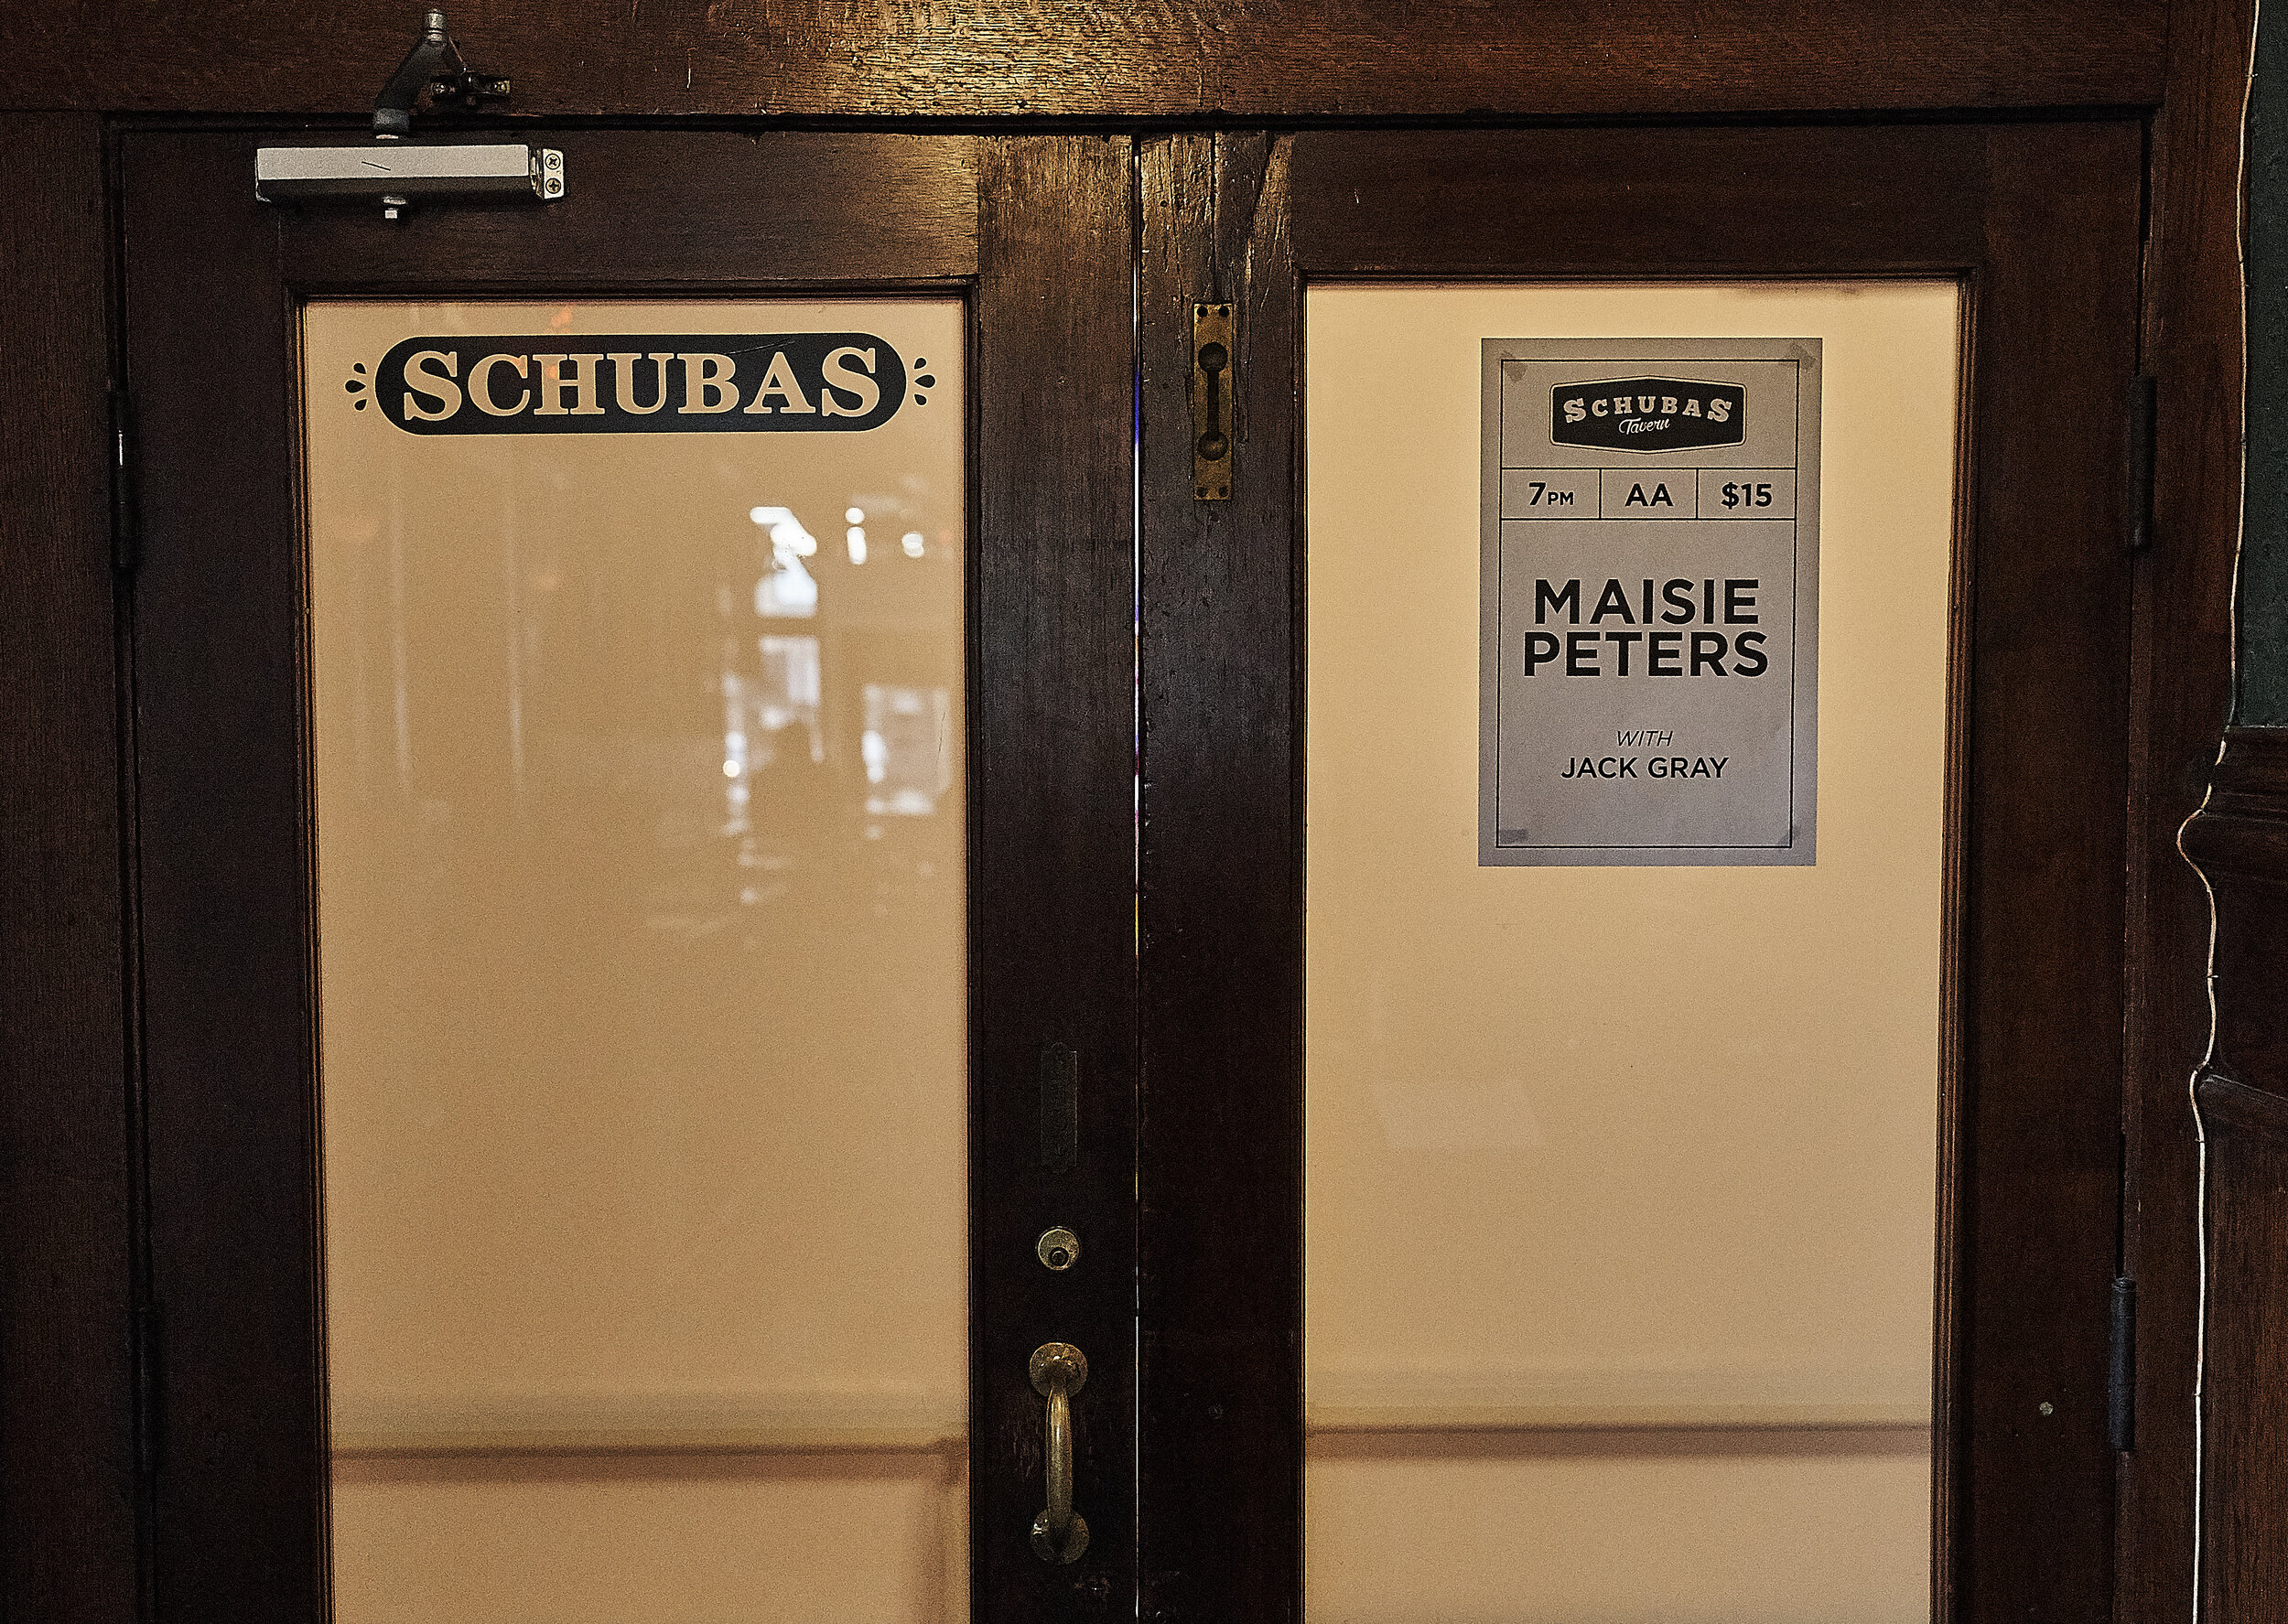 SCHUBAS
SCHUBAS
Tavern
7PM AA $15
MAISIE
PETERS
WITH
JACK GRAY